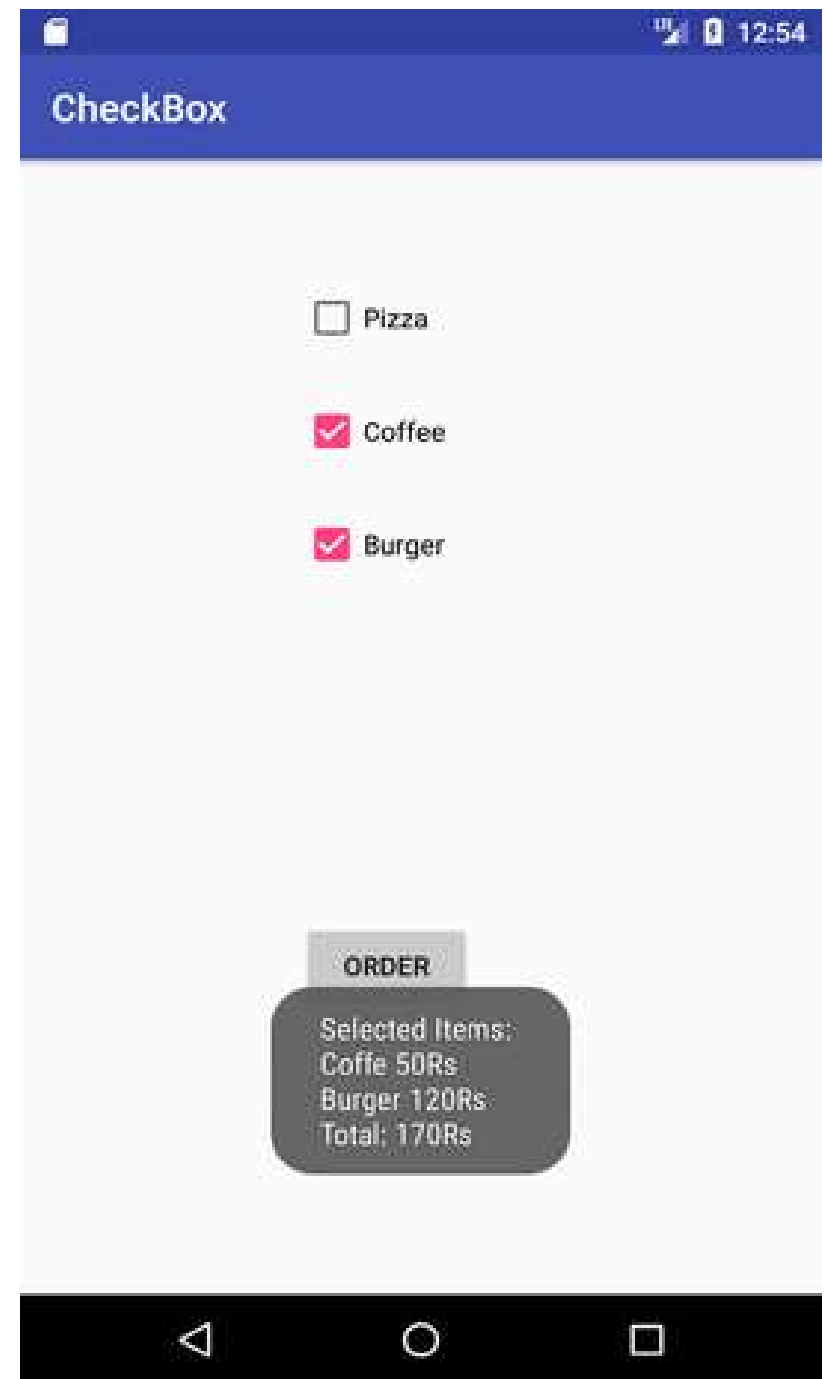 12:54
CheckBox
Pizza
Coffee
Burger
ORDER
Selected Items:
Coffe 50Rs
Burger 120Rs
Total: 170Rs